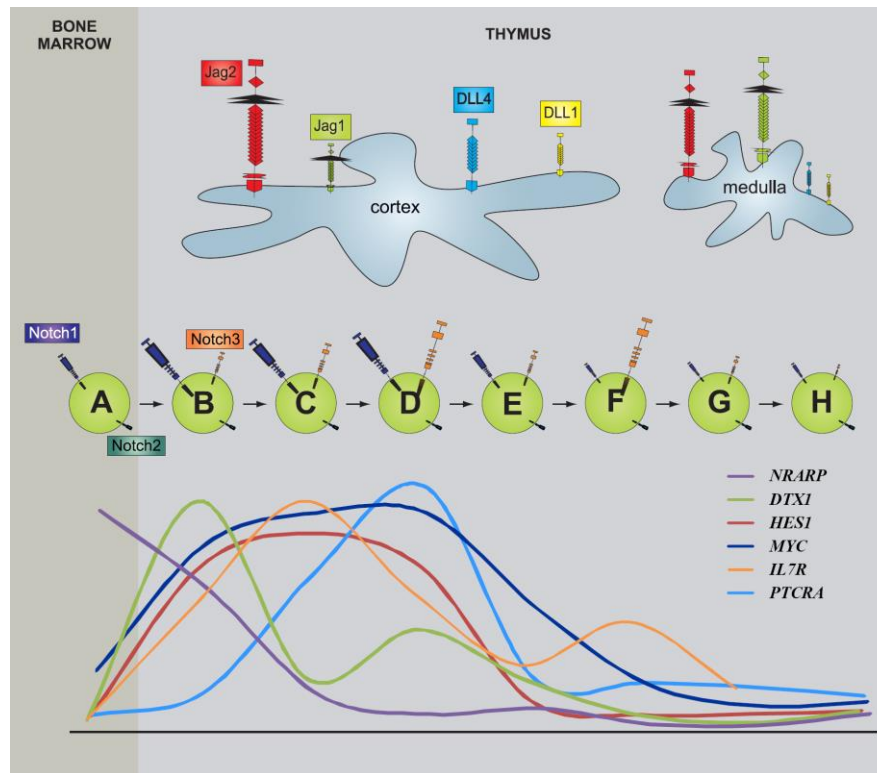 BONE
MARROW
THYMUS
Jag2
Jag1
DLL4
DLL1
cortex
medulla
Notch1
Notch3
A
B
C
D
E
F
G
H
Notch2
NRARP
DTX1
HES1
MYC
IL7R
PTCRA